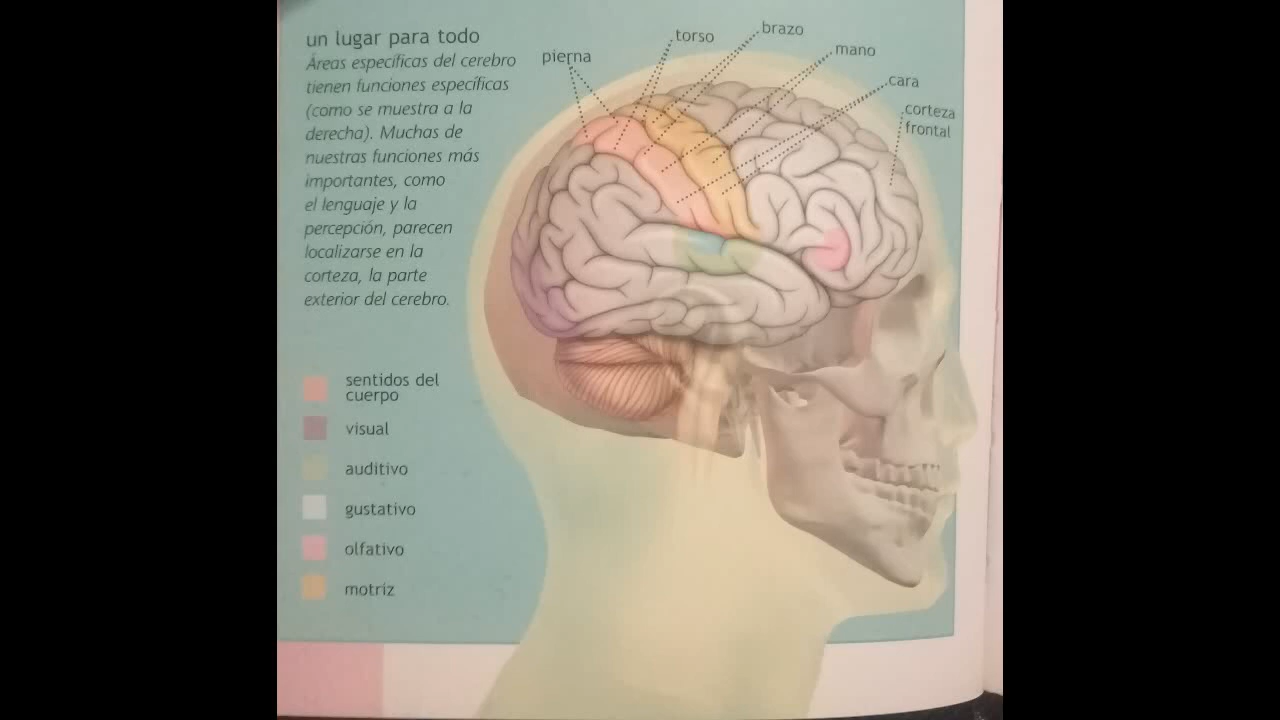 un lugar para todo
Áreas específicas del cerebro
tienen funciones específicas
(como se muestra a la
derecha). Muchas de
nuestras funciones más
importantes, como
el lenguaje y la
percepción, parecen
localizarse en la
corteza, la parte
exterior del cerebro.
pierna
torso
brazo
mano
cara
corteza
frontal
sentidos del
cuerpo
visual
auditivo
gustativo
olfativo
motriz